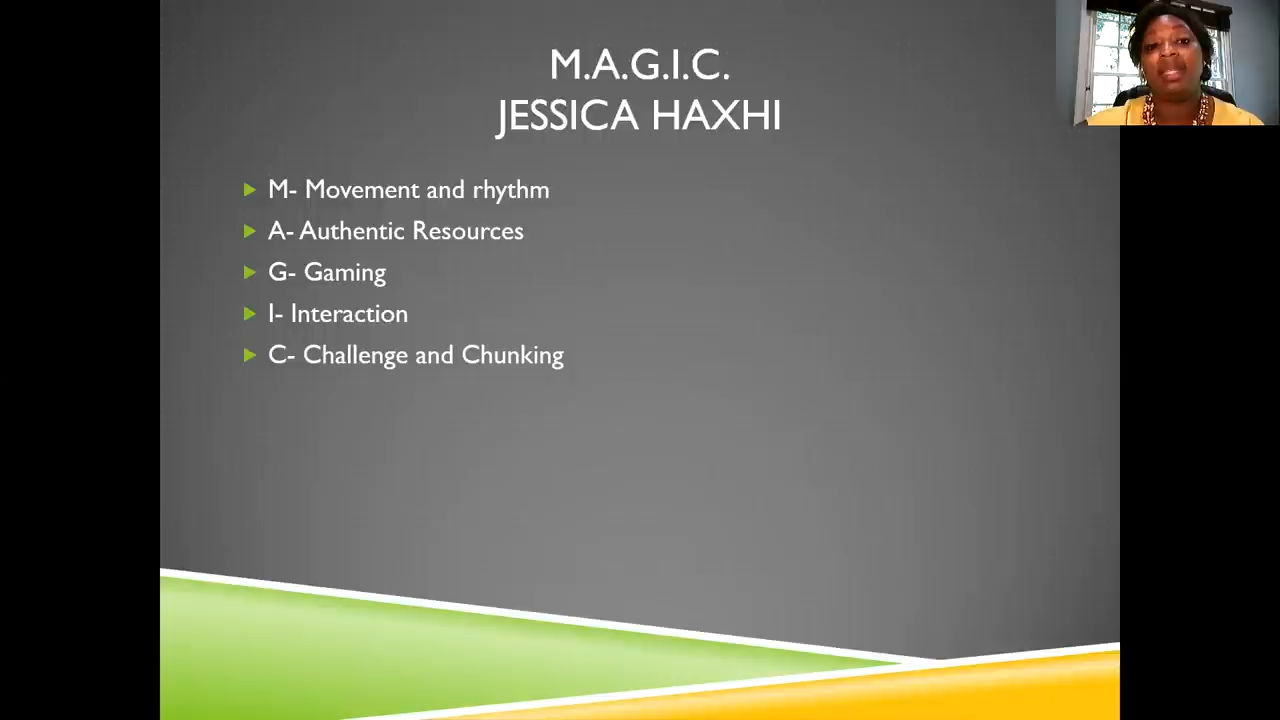 M.A.G.I.C.
JESSICA HAXHI
M- Movement and rhythm
A- Authentic Resources
G- Gaming
I- Interaction
C- Challenge and Chunking